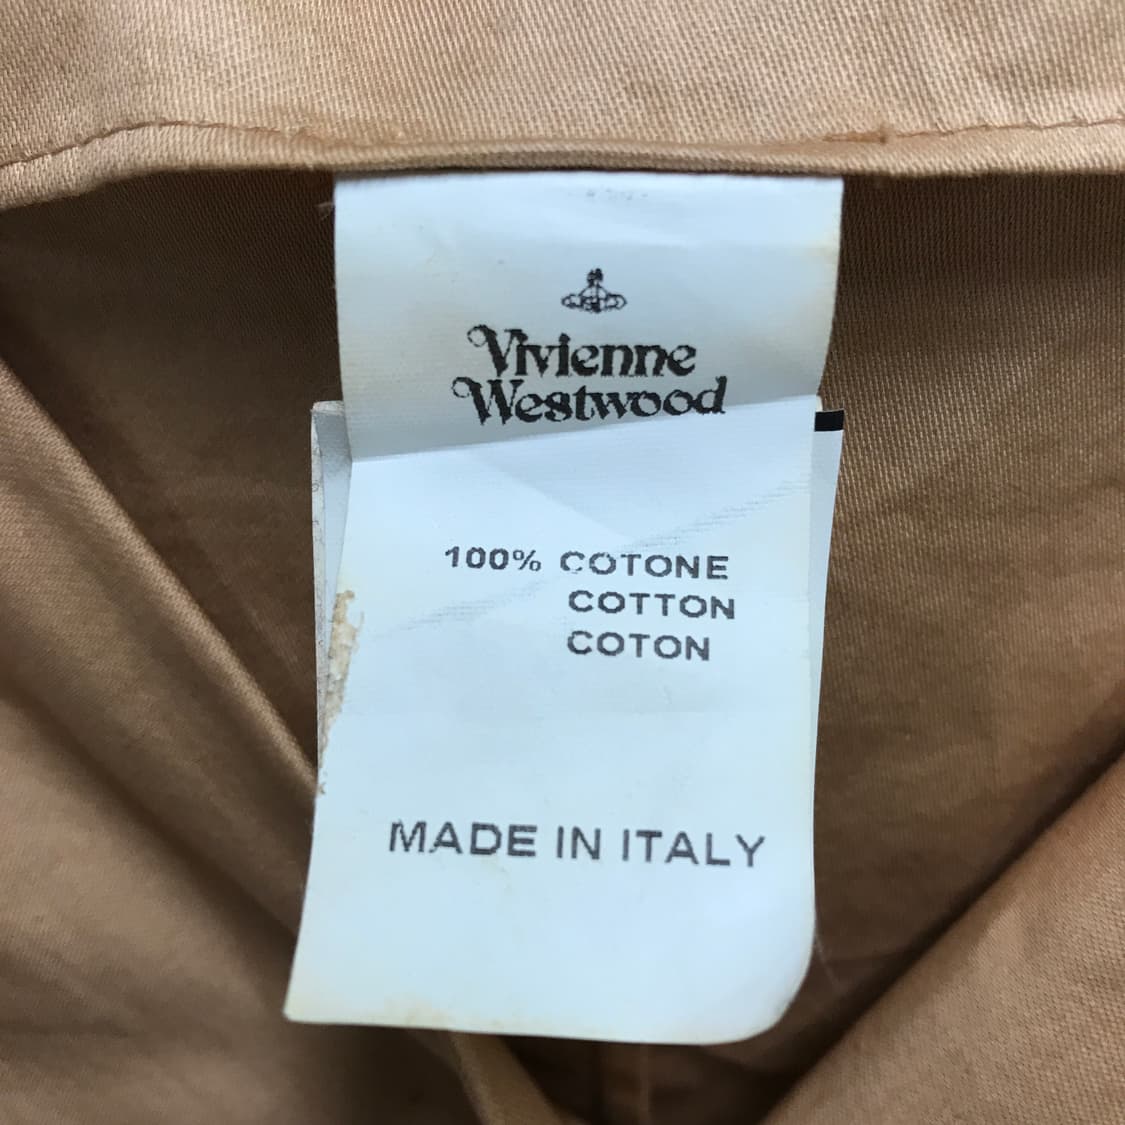 Vivienne
Westwood
100% COTONE
COTTON
COTON
MADE IN ITALY